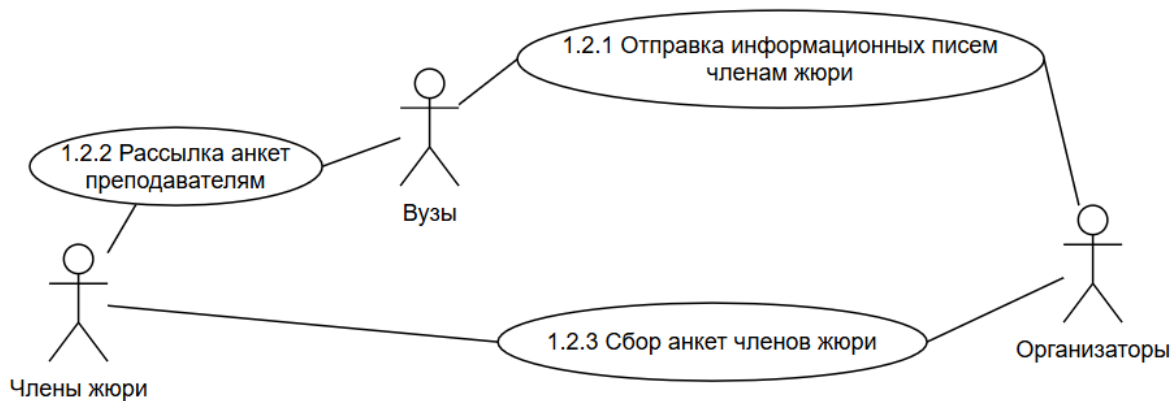 1.2.1 Отправка информационных писем
членам жюри
1.2.2 Рассылка анкет
преподавателям
Вузы
1.2.3 Сбор анкет членов жюри
Организаторы
Члены жюри